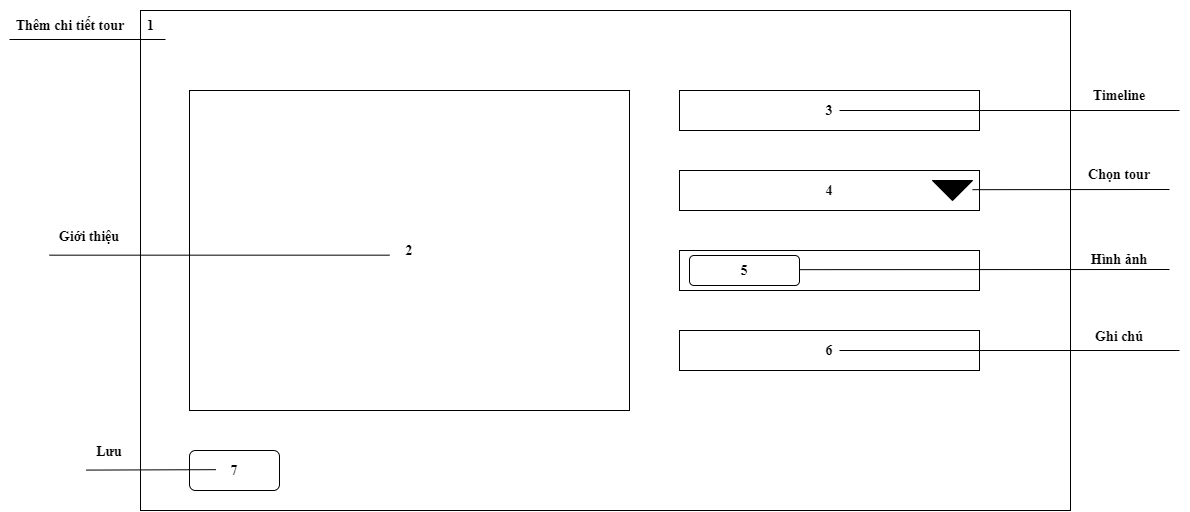 Thêm chi tiết tour
1
Timeline
3
Chọn tour
4
Giới thiệu
2
Hình ảnh
5
Ghi chú
6
Lưu
7